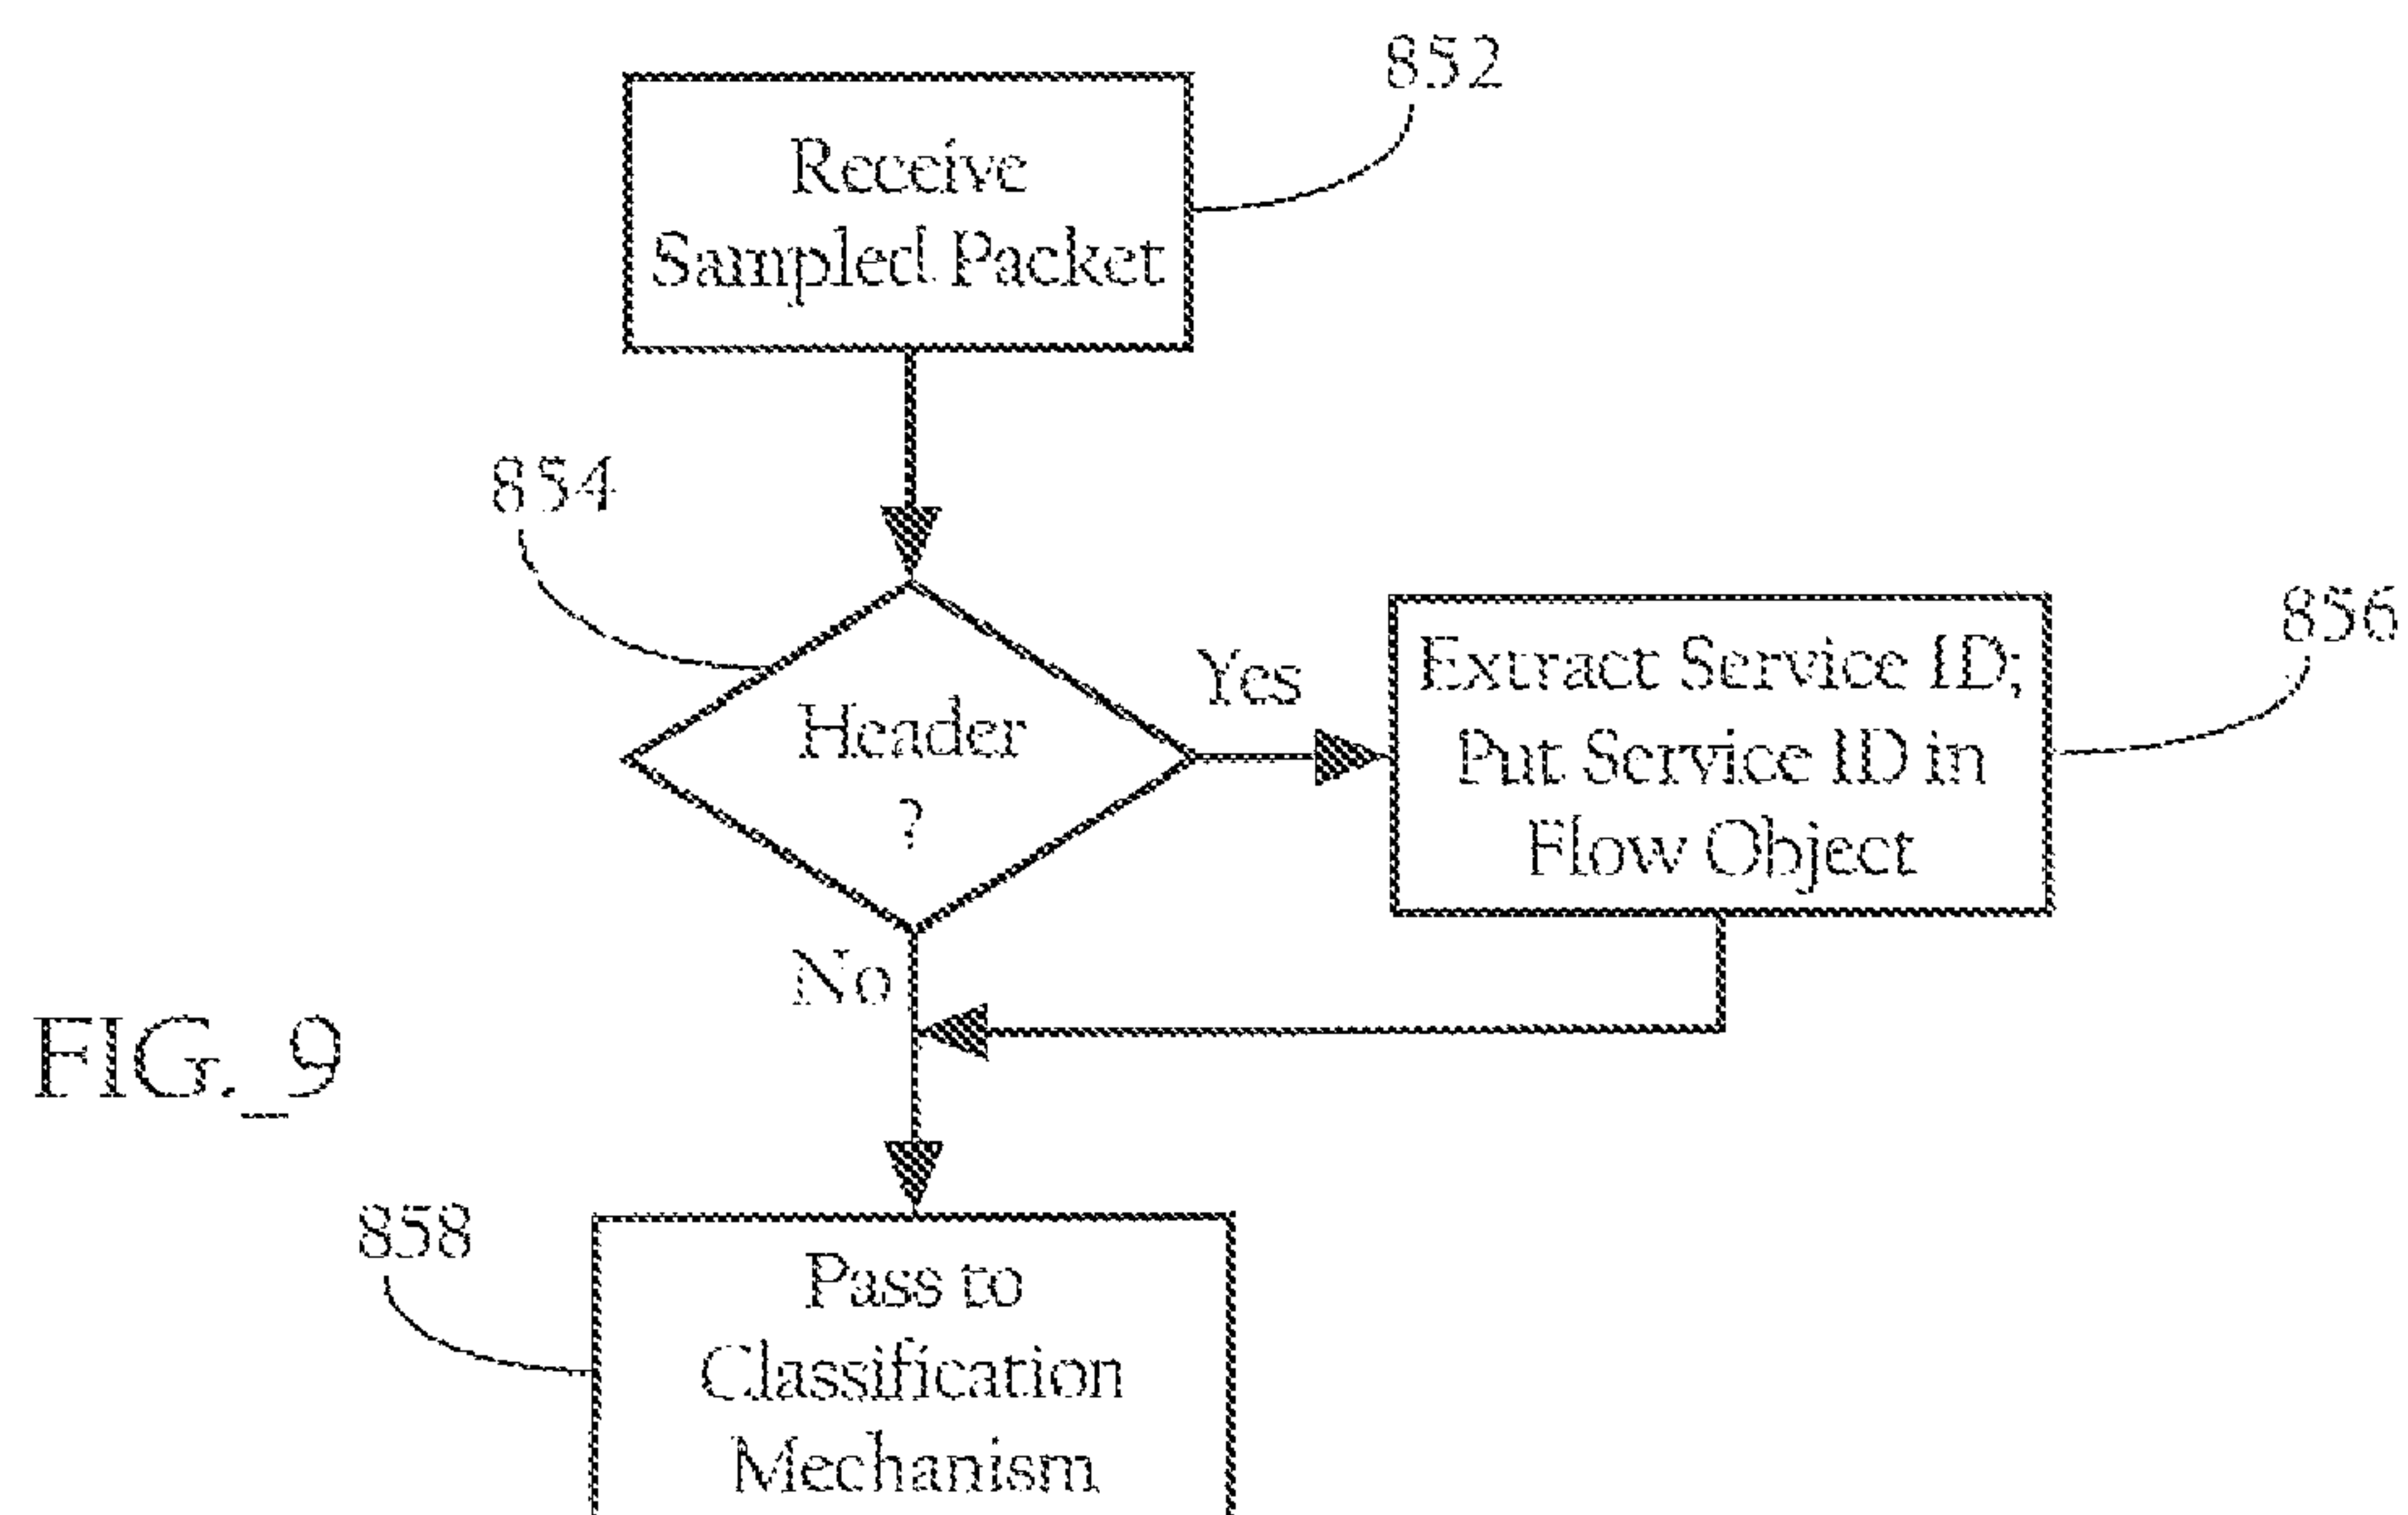 852
Receive
Sampled Packet
854
Header
?
Yes
856
Extract Service ID;
Put Service ID in
Flow Object
No
FIG._9
858
Pass to
Classification
Mechanism